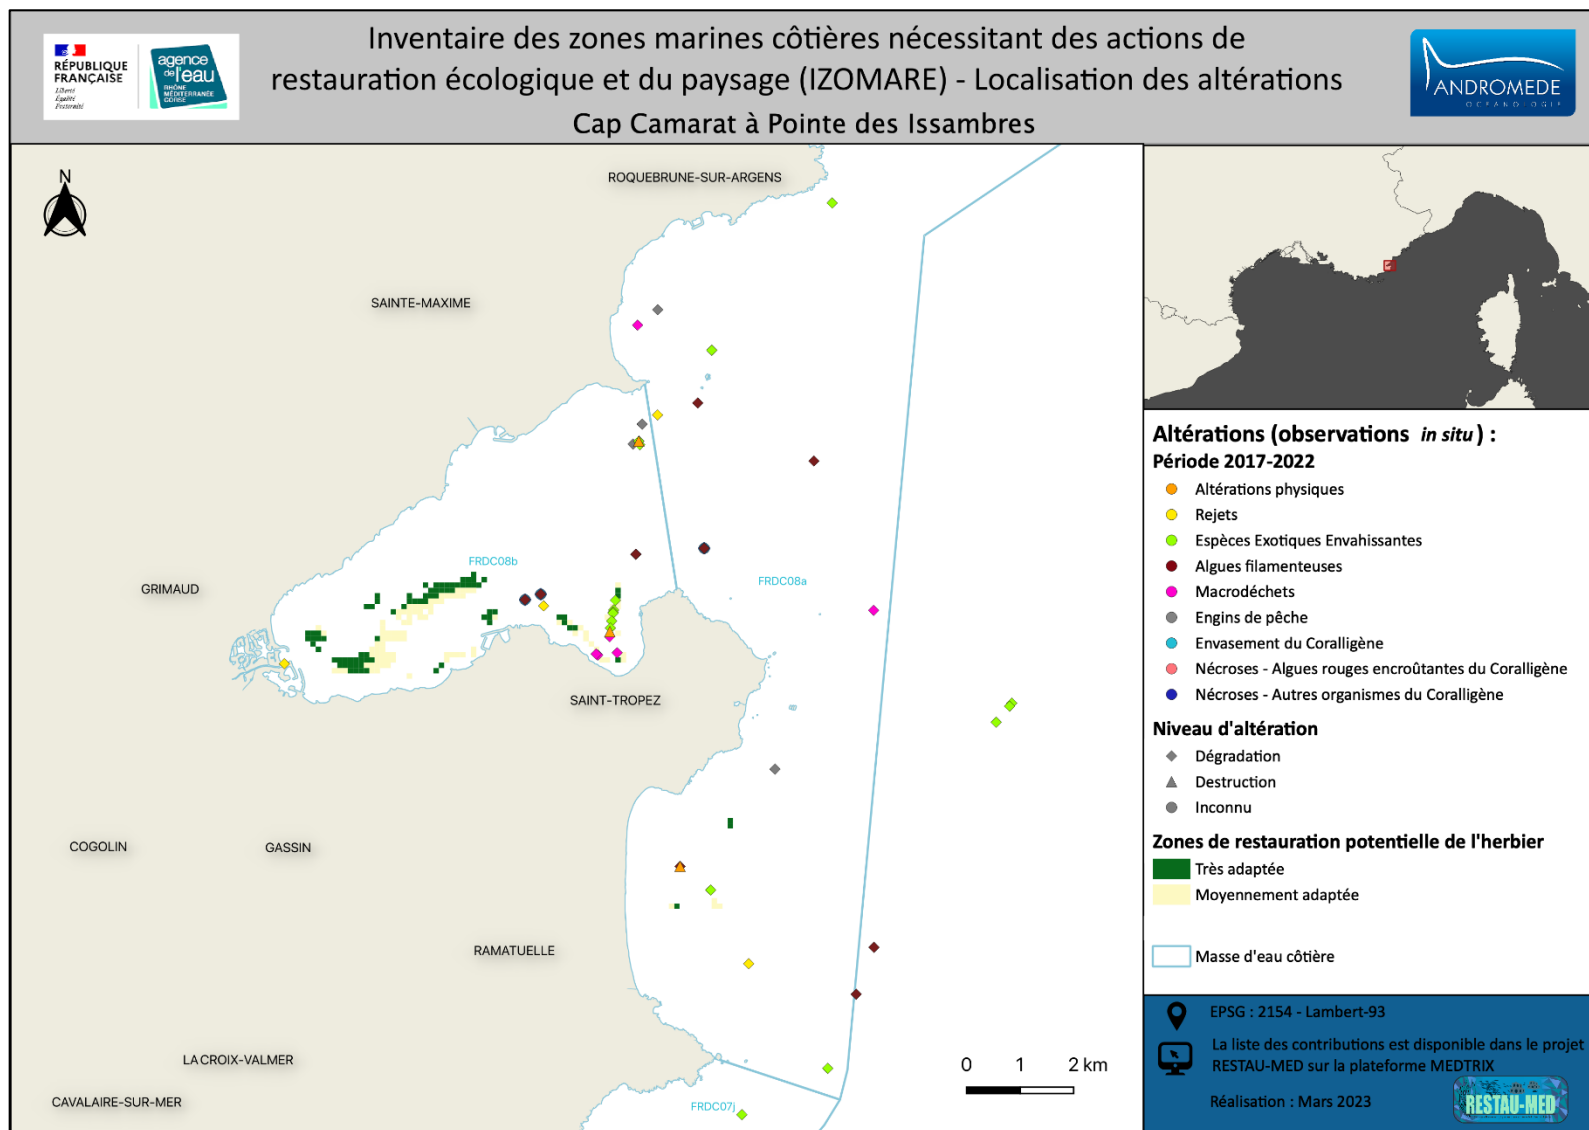 RÉPUBLIQUE
FRANÇAISE
Liberté
Égalité
Fraternité
agence
de l'eau
RHÔNE
MÉDITERRANÉE
CORSE
Inventaire des zones marines côtières nécessitant des actions de
restauration écologique et du paysage (IZOMARE) - Localisation des altérations
Cap Camarat à Pointe des Issambres
ANDROMEDE
OCÉANOLOGIE
N
ROQUEBRUNE-SUR-ARGENS
SAINTE-MAXIME
FRDC08b
GRIMAUD
FRDC08a
SAINT-TROPEZ
COGOLIN
GASSIN
RAMATUELLE
LA CROIX-VALMER
CAVALAIRE-SUR-MER
FRDC07j
0 1 2 km
Altérations (observations in situ) :
Période 2017-2022
Altérations physiques
Rejets
Espèces Exotiques Envahissantes
Algues filamenteuses
Macrodéchets
Engins de pêche
Envasement du Coralligène
Nécroses - Algues rouges encroûtantes du Coralligène
Nécroses - Autres organismes du Coralligène
Niveau d'altération
Dégradation
Destruction
Inconnu
Zones de restauration potentielle de l'herbier
Très adaptée
Moyennement adaptée
Masse d'eau côtière
EPSG : 2154 - Lambert-93
La liste des contributions est disponible dans le projet
RESTAU-MED sur la plateforme MEDTRIX
Réalisation : Mars 2023
RESTAU-MED